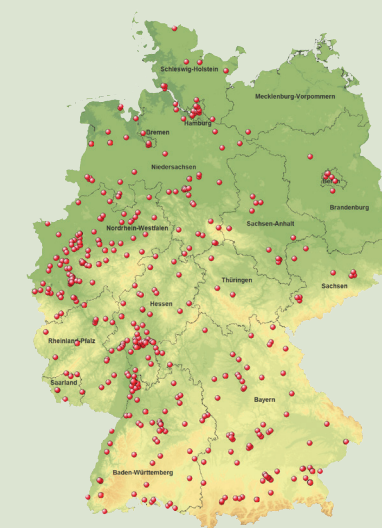 Schleswig-Holstein
Mecklenburg-Vorpommern
Hamburg
Bremen
Niedersachsen
Berlin
Brandenburg
Sachsen-Anhalt
Nordrhein-Westfalen
Thüringen
Sachsen
Hessen
Rheinland-Pfalz
Saarland
Bayern
Baden-Württemberg